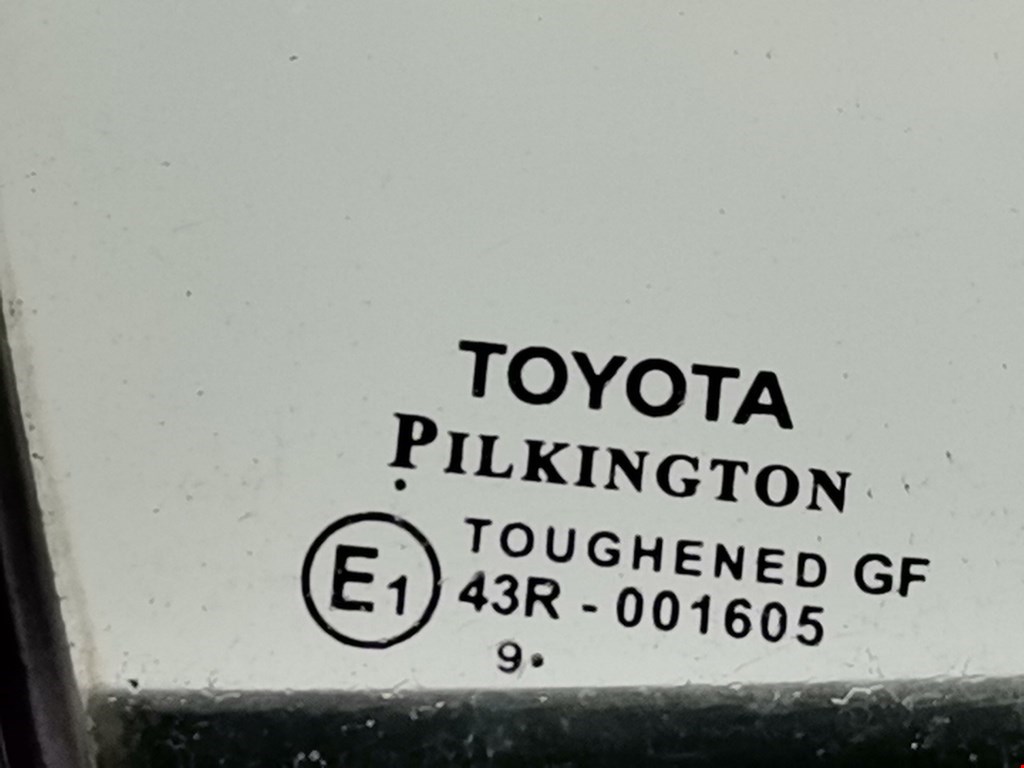 TOYOTA
PILKINGTON
TOUGHENED GF
E1 43R - 001605
9•